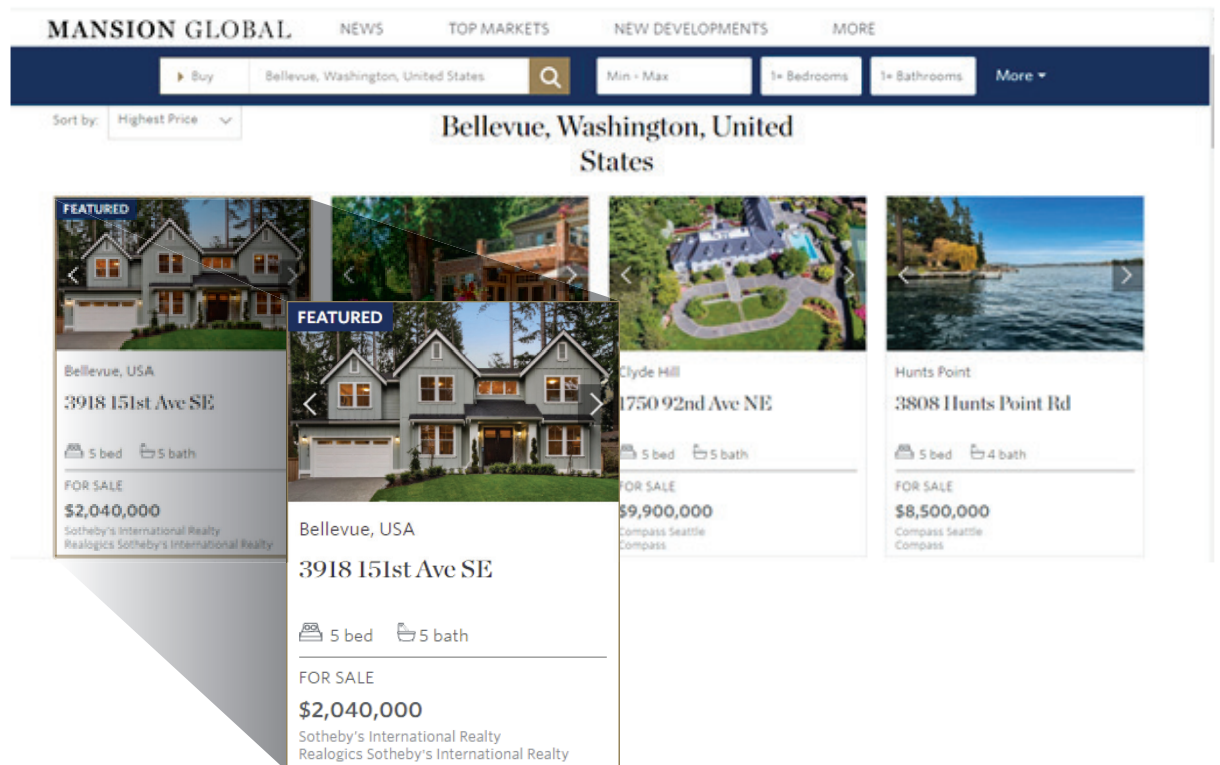 MANSION GLOBAL NEWS TOP MARKETS NEW DEVELOPMENTS MORE
Buy Bellevue, Washington, United States Min - Max 1+ Bedrooms 1+ Bathrooms More
Sort by: Highest Price
Bellevue, Washington, United
States
FEATURED
Bellevue, USA
3918 151st Ave SE
5 bed 5 bath
FOR SALE
$2,040,000
Sotheby's International Realty
Realogics Sotheby's International Realty
FEATURED
Bellevue, USA
3918 151st Ave SE
5 bed 5 bath
FOR SALE
$2,040,000
Sotheby's International Realty
Realogics Sotheby's International Realty
Clyde Hill
1750 92nd Ave NE
5 bed 5 bath
FOR SALE
$9,900,000
Compass Seattle
Compass
Hunts Point
3808 Hunts Point Rd
5 bed 4 bath
FOR SALE
$8,500,000
Compass Seattle
Compass